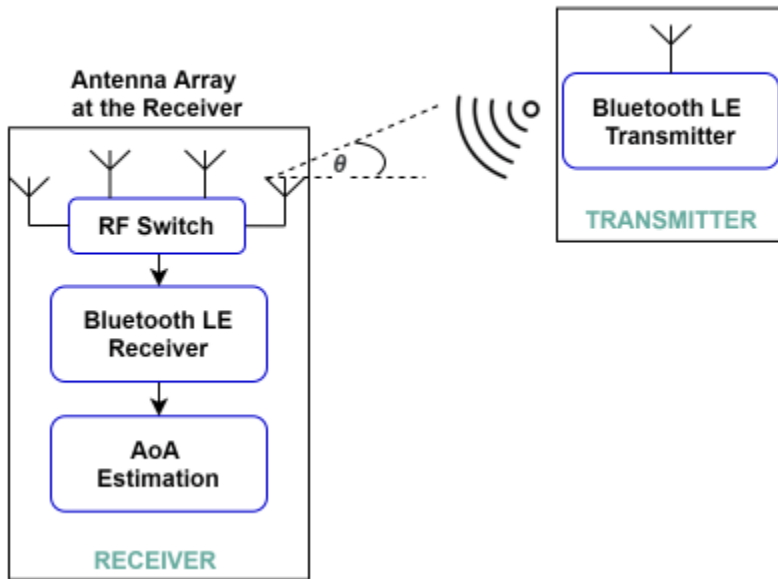 Antenna Array
at the Receiver
θ
RF Switch
Bluetooth LE
Receiver
AoA
Estimation
RECEIVER
Bluetooth LE
Transmitter
TRANSMITTER